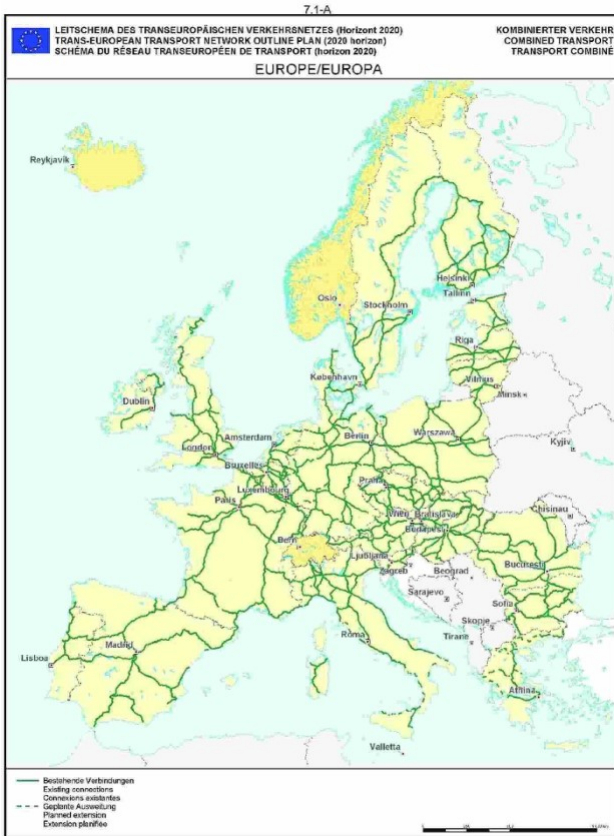 7.1-A
LEITSCHEMA DES TRANSEUROPÄISCHEN VERKEHRSNETZES (Horizont 2020)
TRANS-EUROPEAN TRANSPORT NETWORK OUTLINE PLAN (2020 horizon)
SCHÉMA DU RÉSEAU TRANSEUROPÉEN DE TRANSPORT (horizon 2020)
KOMBINIERTER VERKEHR
COMBINED TRANSPORT
TRANSPORT COMBINÉ
EUROPE/EUROPA
Reykjavík
Oslo
Stockholm
Helsinki
Tallinn
Riga
Vilnius
Minsk
København
Dublin
London
Amsterdam
Berlin
Warszawa
Kyjiv
Bruxelles
Luxembourg
Praha
Paris
Wien
Bratislava
Chisinau
Budapest
Bern
Ljubljana
Zagreb
Beograd
Bucuresti
Sarajevo
Sofia
Skopje
Roma
Tirane
Madrid
Lisboa
Athina
Valletta
Bestehende Verbindungen
Existing connections
Connexions existantes
Geplante Ausweitung
Planned extension
Extension planifiée